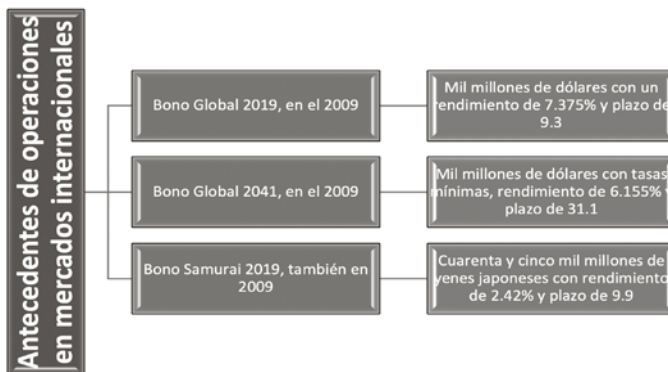 Antecedentes de operaciones
en mercados internacionales
Bono Global 2019, en el 2009
Mil millones de dólares con un
rendimiento de 7.375% y plazo de
9.3
Bono Global 2041, en el 2009
Mil millones de dólares con tasas
mínimas, rendimiento de 6.155% y
plazo de 31.1
Bono Samurai 2019, también en
2009
Cuarenta y cinco mil millones de
yenes japoneses con rendimiento
de 2.42% y plazo de 9.9